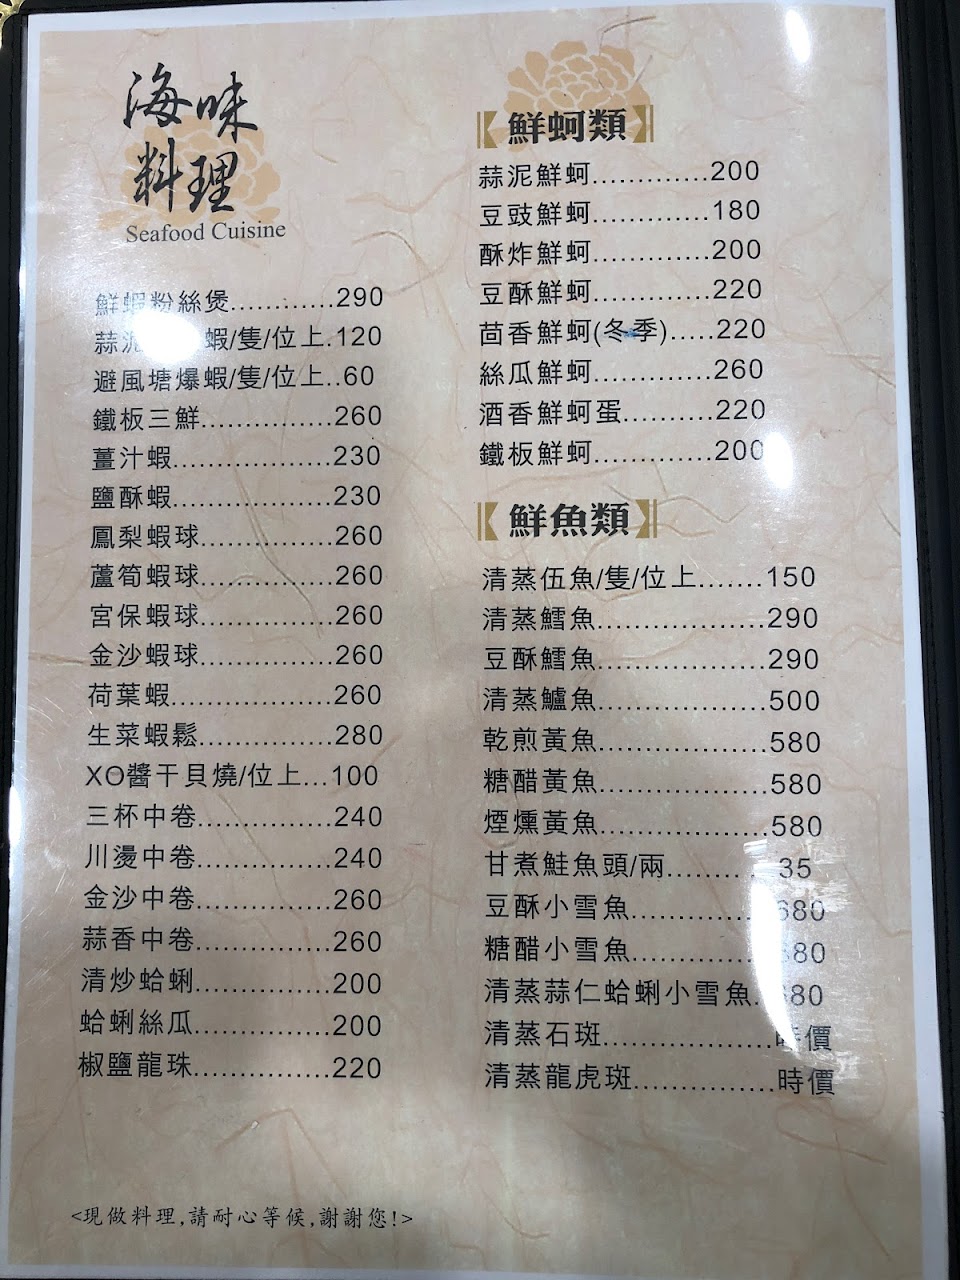 海味
料理
Seafood Cuisine
鮮蝦粉絲煲............290
蒜泥 蝦/隻/位上.120
避風塘爆蝦/隻/位上..60
鐵板三鮮...............260
薑汁蝦..................230
鹽酥蝦..................230
鳳梨蝦球...............260
蘆筍蝦球...............260
宮保蝦球...............260
金沙蝦球...............260
荷葉蝦..................260
生菜蝦鬆...............280
XO醬干貝燒/位上...100
三杯中卷...............240
川燙中卷...............240
金沙中卷...............260
蒜香中卷...............260
清炒蛤蜊...............200
蛤蜊絲瓜...............200
椒鹽龍珠...............220
【鮮蚵類】
蒜泥鮮蚵.............200
豆豉鮮蚵.............180
酥炸鮮蚵.............200
豆酥鮮蚵.............220
茴香鮮蚵(冬季).....220
絲瓜鮮蚵.............260
酒香鮮蚵蛋..........220
鐵板鮮蚵.............200
【鮮魚類】
清蒸伍魚/隻/位上.......150
清蒸鱈魚...................290
豆酥鱈魚...................290
清蒸鱸魚...................500
乾煎黃魚...................580
糖醋黃魚...................580
煙燻黃魚...................580
甘煮鮭魚頭/兩........ ...35
豆酥小雪魚...............680
糖醋小雪魚............... 80
清蒸蒜仁蛤蜊小雪魚. 80
清蒸石斑...................時價
清蒸龍虎斑................時價
<現做料理,請耐心等候,謝謝您!>